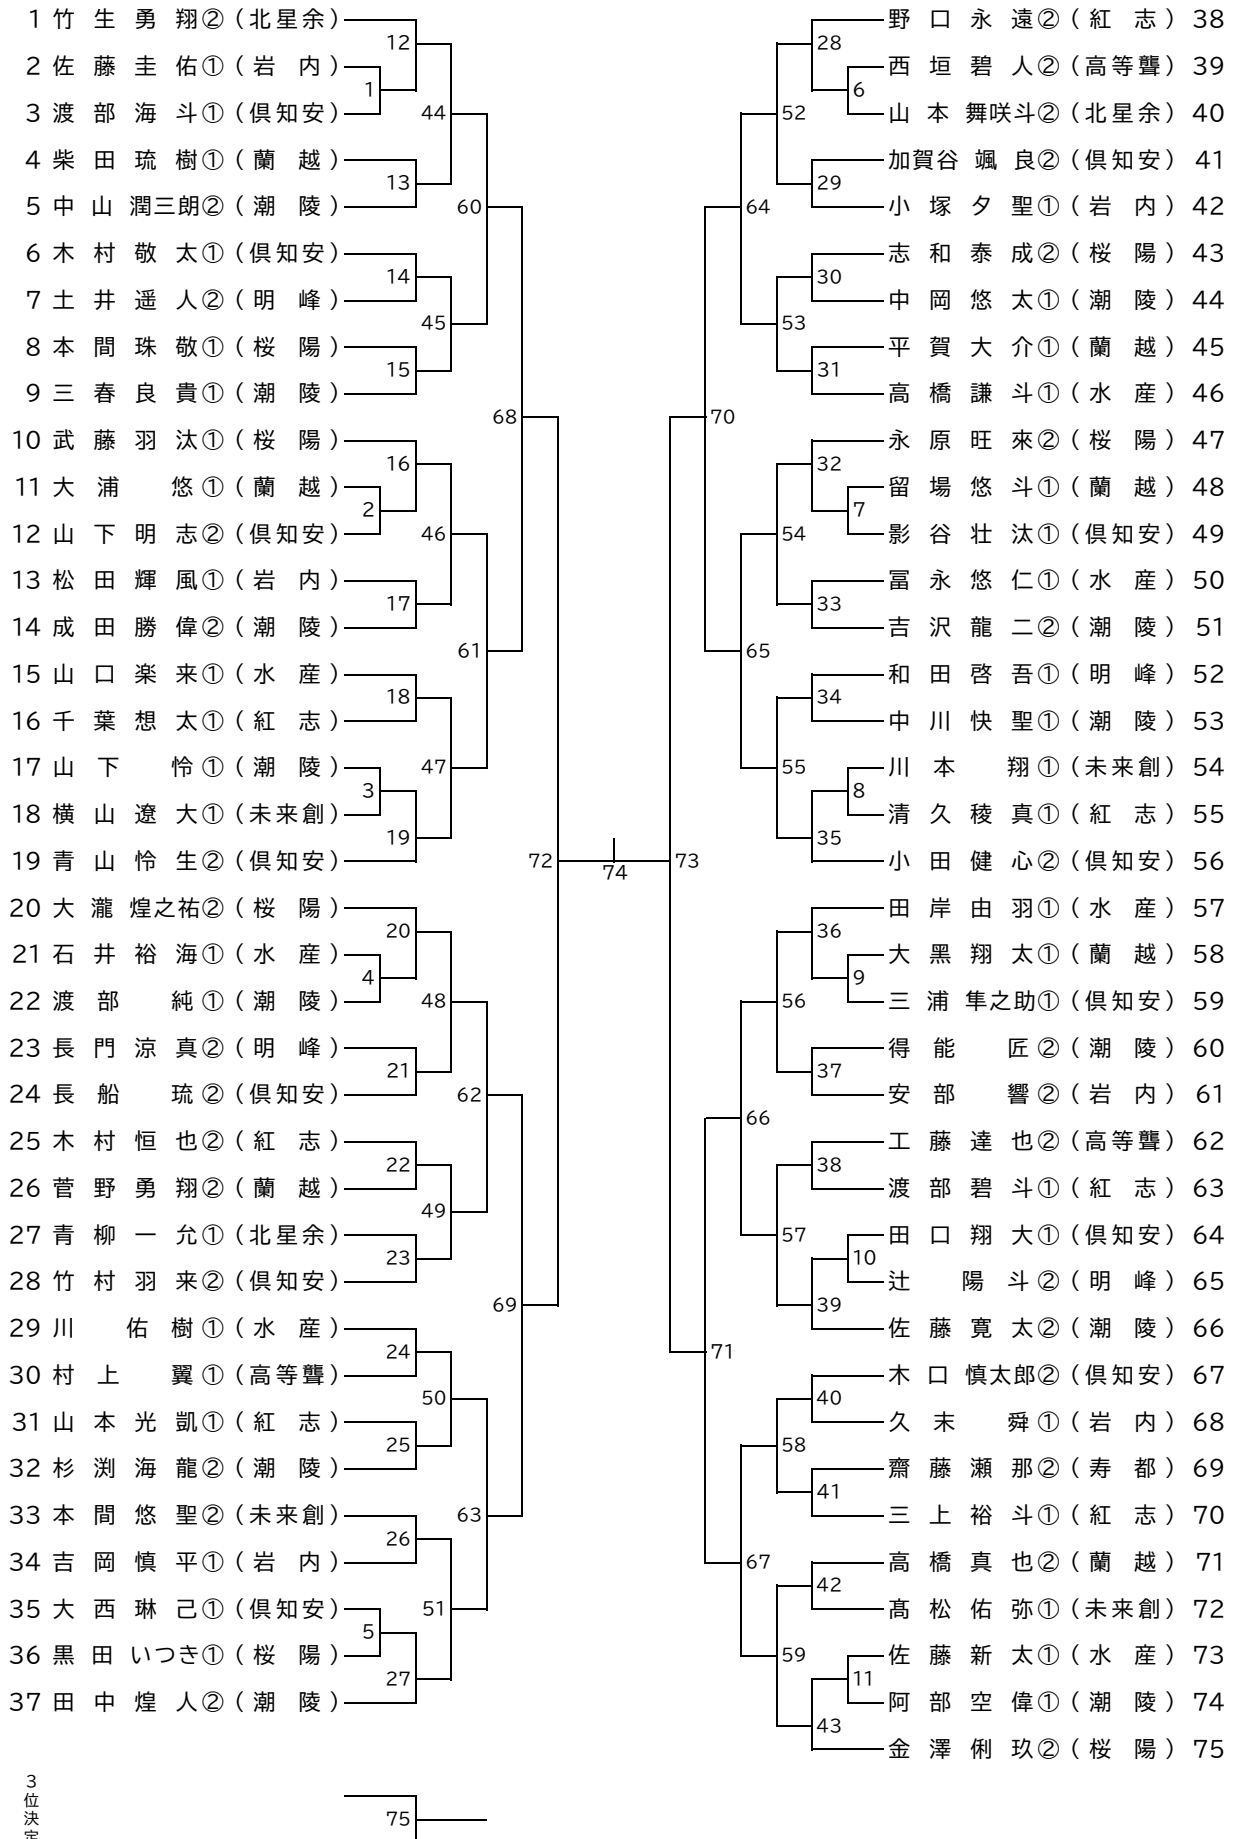 1 竹生勇翔②(北星余)
12
2 佐藤圭佑①(岩内)
1
3 渡部海斗①(倶知安)
44
4 柴田琉樹①(蘭越)
13
5 中山潤三朗②(潮陵)
60
6 木村敬太①(倶知安)
14
7 土井遥人②(明峰)
45
8 本間珠敬①(桜陽)
15
9 三春良貴①(潮陵)
68
10 武藤羽汰①(桜陽)
16
11 大浦悠①(蘭越)
2
12 山下明志②(倶知安)
46
13 松田輝風①(岩内)
17
14 成田勝偉②(潮陵)
61
15 山口楽来①(水産)
18
16 千葉想太①(紅志)
17 山下怜①(潮陵)
47
3
18 横山遼大①(未来創)
19
19 青山怜生②(倶知安)
72
74
20 大瀧煌之祐②(桜陽)
20
21 石井裕海①(水産)
4
22 渡部純①(潮陵)
48
23 長門涼真②(明峰)
21
24 長船琉②(倶知安)
62
25 木村恒也②(紅志)
22
26 菅野勇翔②(蘭越)
49
27 青柳一允①(北星余)
23
28 竹村羽来②(倶知安)
69
29 川佑樹①(水産)
24
30 村上翼①(高等聾)
50
31 山本光凱①(紅志)
25
32 杉渕海龍②(潮陵)
33 本間悠聖②(未来創)
63
26
34 吉岡慎平①(岩内)
35 大西琳己①(倶知安)
51
5
36 黒田いつき①(桜陽)
27
37 田中煌人②(潮陵)
野口永遠②(紅志) 38
28
西垣碧人②(高等聾) 39
6
山本舞咲斗②(北星余) 40
52
加賀谷颯良②(倶知安) 41
29
小塚夕聖①(岩内) 42
64
志和泰成②(桜陽) 43
30
中岡悠太①(潮陵) 44
53
平賀大介①(蘭越) 45
31
高橋謙斗①(水産) 46
70
永原旺來②(桜陽) 47
32
留場悠斗①(蘭越) 48
7
影谷壮汰①(倶知安) 49
54
冨永悠仁①(水産) 50
33
吉沢龍二②(潮陵) 51
65
和田啓吾①(明峰) 52
34
中川快聖①(潮陵) 53
川本翔①(未来創) 54
55
8
清久稜真①(紅志) 55
35
小田健心②(倶知安) 56
73
田岸由羽①(水産) 57
36
大黑翔太①(蘭越) 58
9
三浦隼之助①(倶知安) 59
56
得能匠②(潮陵) 60
37
安部響②(岩内) 61
66
工藤達也②(高等聾) 62
38
渡部碧斗①(紅志) 63
田口翔大①(倶知安) 64
57
10
辻陽斗②(明峰) 65
39
佐藤寛太②(潮陵) 66
71
木口慎太郎②(倶知安) 67
40
久末舜①(岩内) 68
58
齋藤瀬那②(寿都) 69
41
三上裕斗①(紅志) 70
高橋真也②(蘭越) 71
67
42
髙松佑弥①(未来創) 72
佐藤新太①(水産) 73
59
11
阿部空偉①(潮陵) 74
43
金澤俐玖②(桜陽) 75
3位決定
75